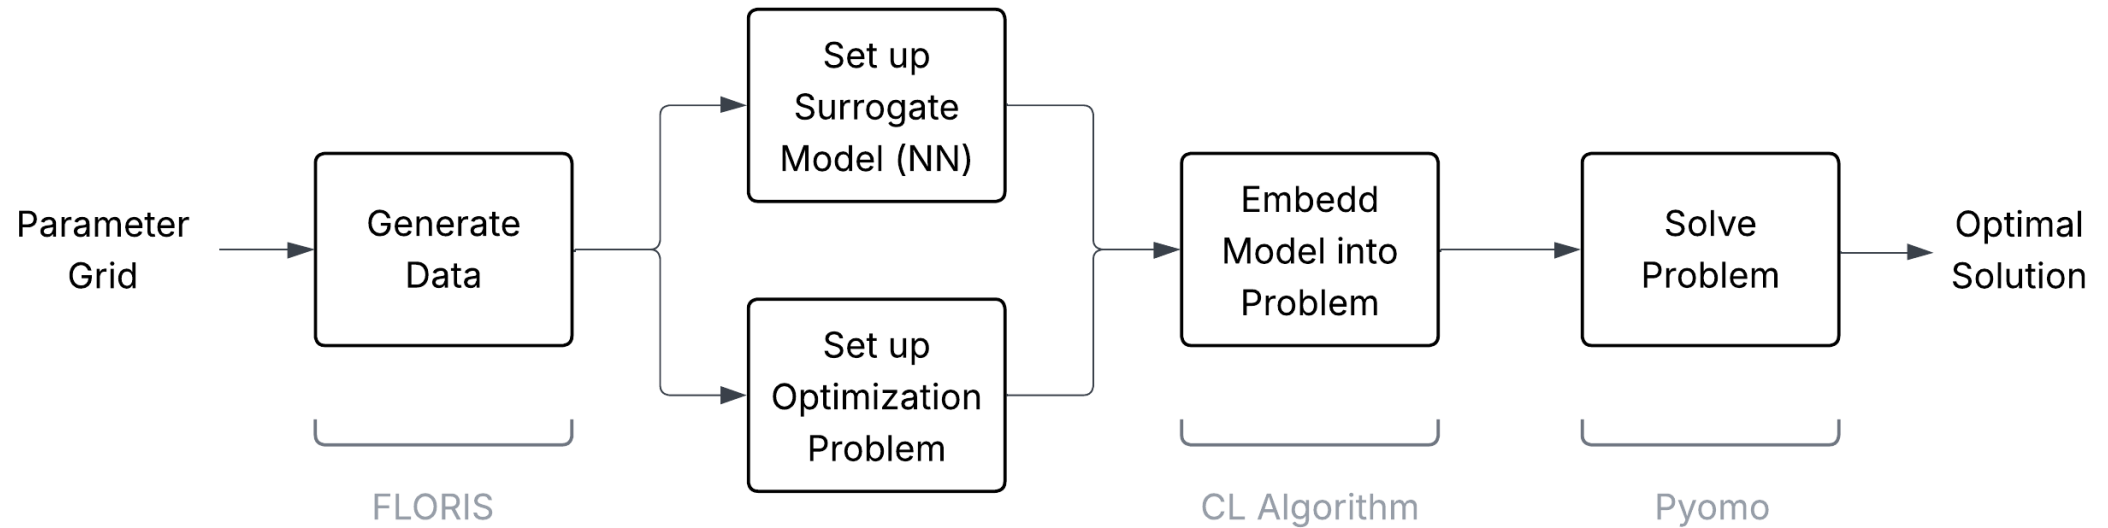 Parameter
Grid
Generate
Data
Set up
Surrogate
Model (NN)
Set up
Optimization
Problem
Embedd
Model into
Problem
Solve
Problem
Optimal
Solution
FLORIS
CL Algorithm
Pyomo